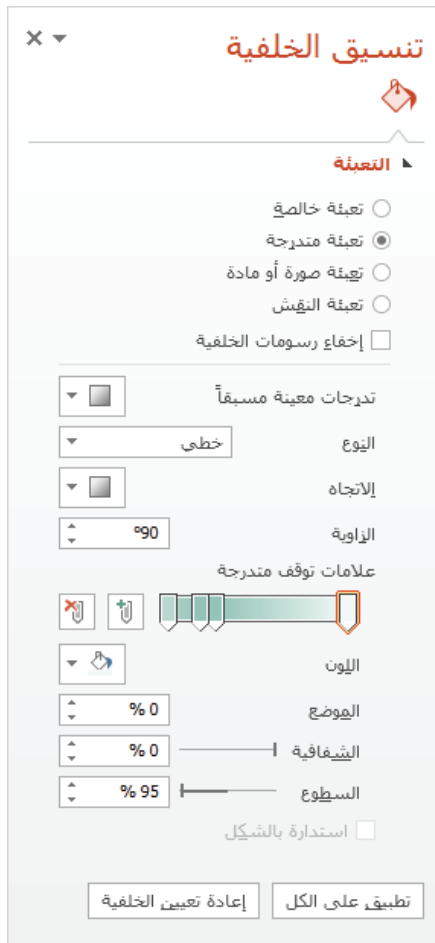 تنسيق الخلفية
التعبئة
تعبئة خالصة
تعبئة متدرجة
تعبئة صورة أو مادة
تعبئة النقش
إخفاء رسومات الخلفية
تدرجات معينة مسبقاً
النوع خطي
الاتجاه
الزاوية 90°
علامات توقف متدرجة
اللون
الموضع 0 %
الشفافية 0 %
السطوع 95 %
استدارة بالشكل
تطبيق على الكل إعادة تعيين الخلفية